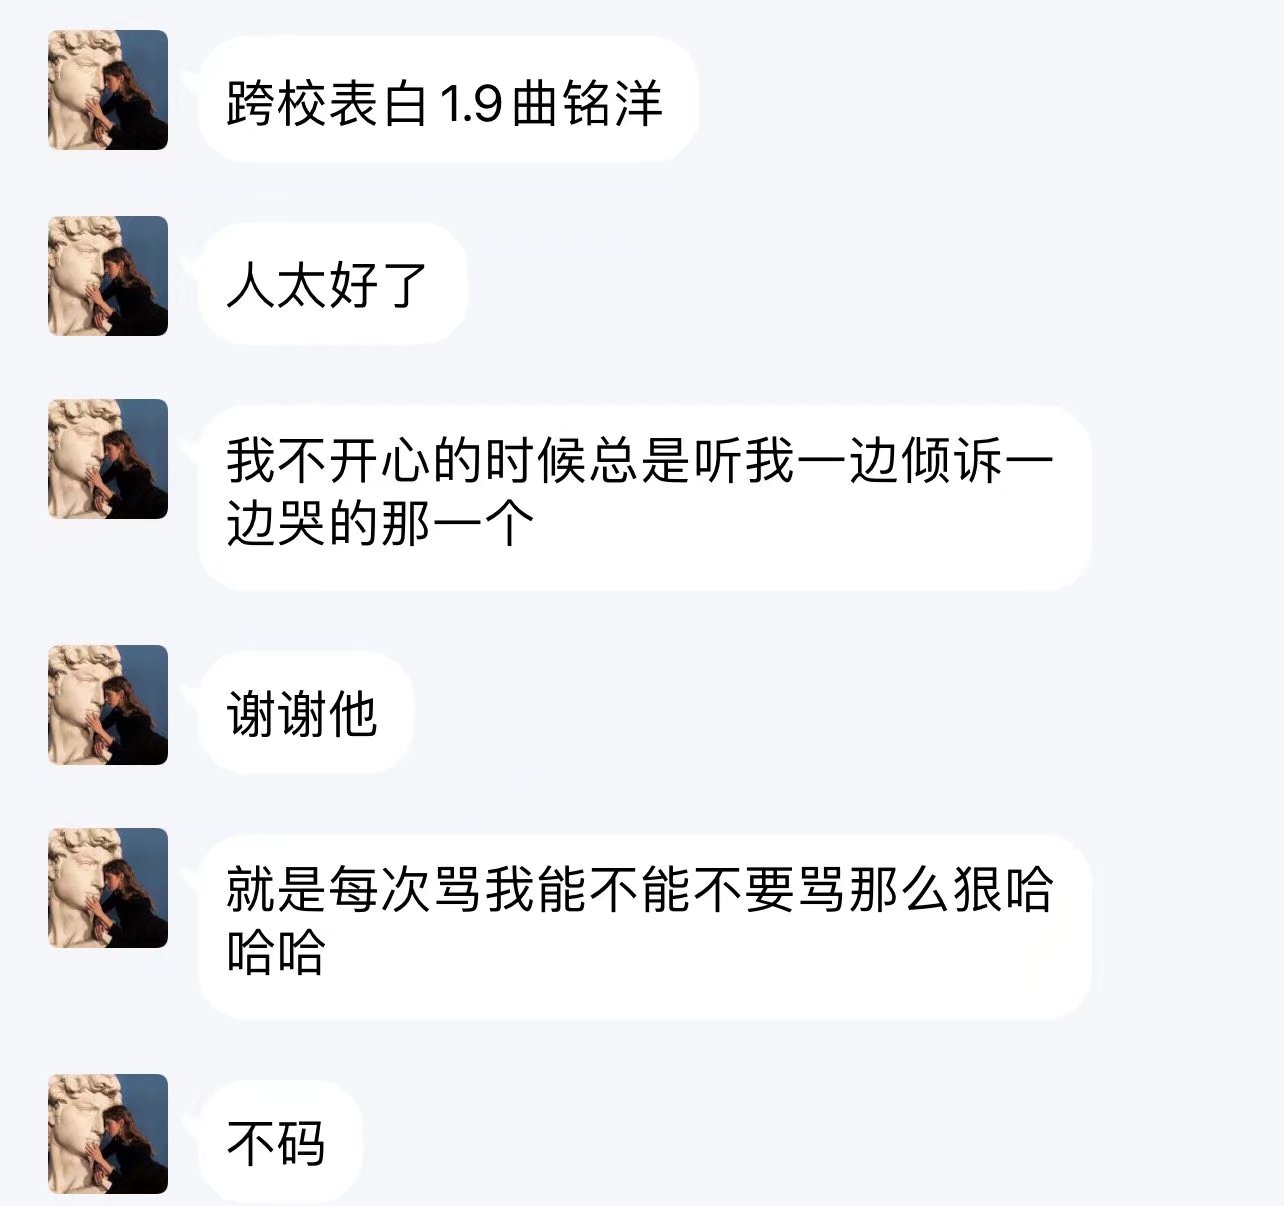 跨校表白1.9曲铭洋
人太好了
我不开心的时候总是听我一边倾诉一
边哭的那一个
谢谢他
就是每次骂我能不能不要骂那么狠哈
哈哈
不码